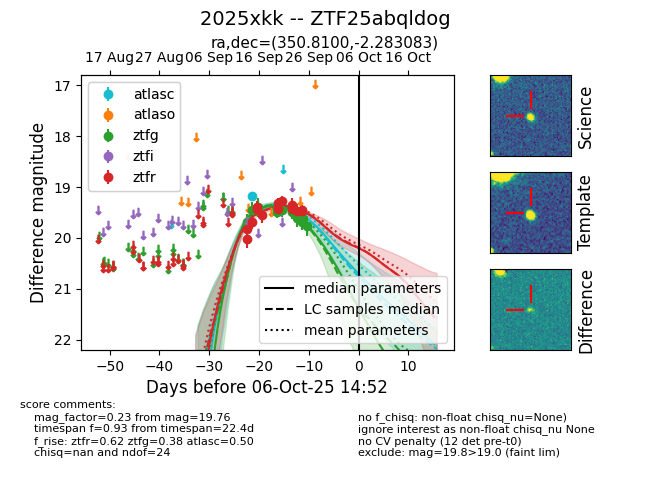 2025xkk -- ZTF25abqldog
ra,dec=(350.8100,-2.283083)
17 Aug 27 Aug 06 Sep 16 Sep 26 Sep 06 Oct 16 Oct
17
18
19
20
21
22
Difference magnitude
atlasc
atlaso
ztfg
ztfi
ztfr
median parameters
LC samples median
mean parameters
−50 −40 −30 −20 −10 0 10
Days before 06-Oct-25 14:52
Science
Template
Difference
score comments:
mag_factor=0.23 from mag=19.76
timespan f=0.93 from timespan=22.4d
f_rise: ztfr=0.62 ztfg=0.38 atlasc=0.50
chisq=nan and ndof=24
no f_chisq: non-float chisq_nu=None)
ignore interest as non-float chisq_nu None
no CV penalty (12 det pre-t0)
exclude: mag=19.8>19.0 (faint lim)